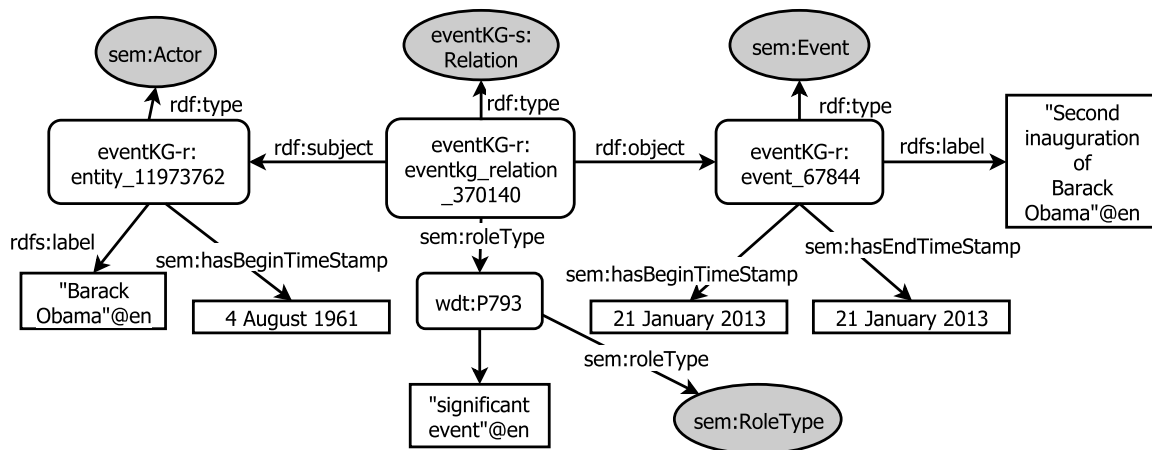 sem:Actor
eventKG-s:
Relation
sem:Event
rdf:type
rdf:type
rdf:type
eventKG-r:
entity_11973762
rdf:subject
eventKG-r:
eventkg_relation
_370140
rdf:object
eventKG-r:
event_67844
rdfs:label
"Second
inauguration
of
Barack
Obama"@en
rdfs:label
sem:hasBeginTimeStamp
sem:roleType
sem:hasBeginTimeStamp
sem:hasEndTimeStamp
"Barack
Obama"@en
4 August 1961
wdt:P793
21 January 2013
21 January 2013
sem:roleType
"significant
event"@en
sem:RoleType